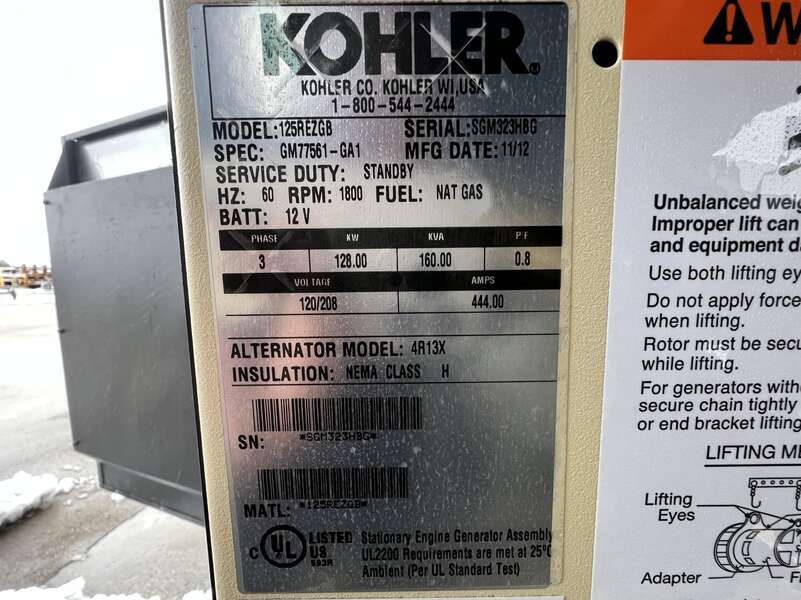 KOHLER®
KOHLER CO. KOHLER WI, USA
1-800-544-2444
MODEL: 125REZGB SERIAL: SGM323HBG
SPEC: GM77561-GA1 MFG DATE: 11/12
SERVICE DUTY: STANDBY
HZ: 60 RPM: 1800 FUEL: NAT GAS
BATT: 12 V
PHASE KW KVA PF
3 128.00 160.00 0.8
VOLTAGE AMPS
120/208 444.00
ALTERNATOR MODEL: 4R13X
INSULATION: NEMA CLASS H
SN: *SGM323HBG*
MATL: *125REZGB*
C UL LISTED US
Stationary Engine Generator Assembly
UL2200 Requirements are met at 25°C
Ambient (Per UL Standard Test)
Unbalanced
Improper lift can
and equipment
Use both lifting
Do not apply force
when lifting.
Rotor must be
while lifting.
For generators
secure chain tightly
or end bracket lifting
LIFTING
Lifting
Eyes
Adapter